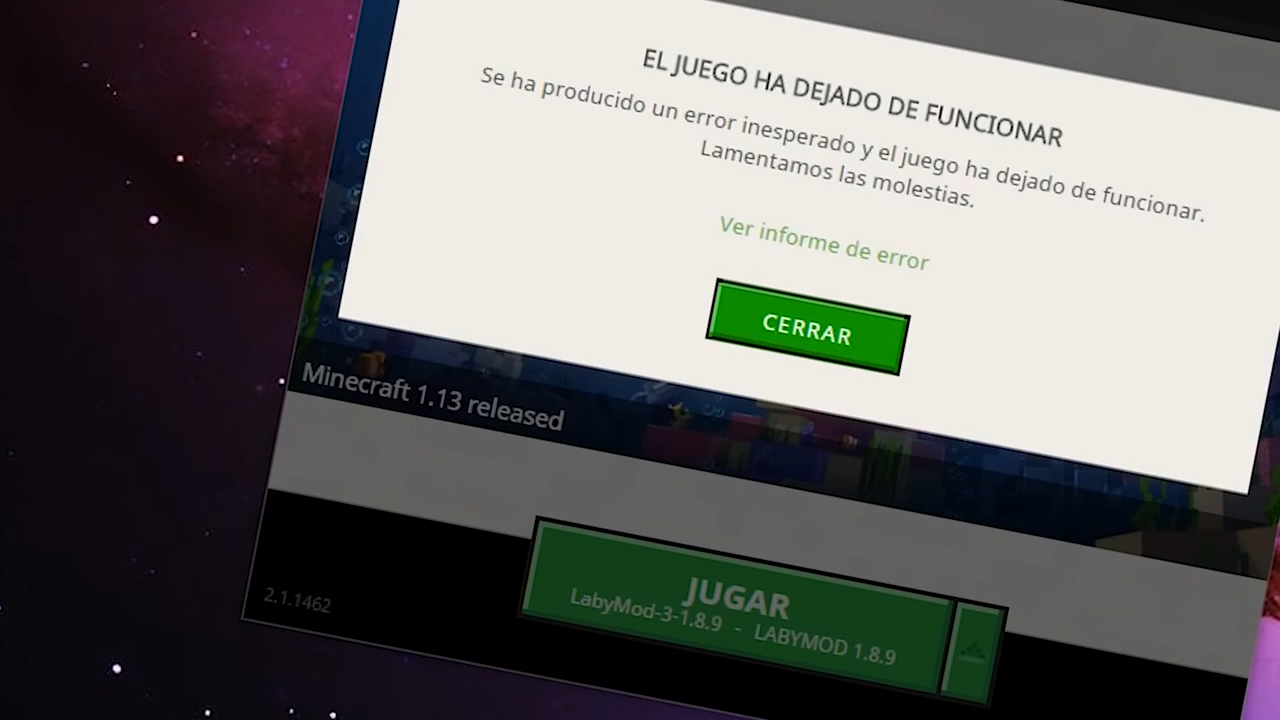 EL JUEGO HA DEJADO DE FUNCIONAR
Se ha producido un error inesperado y el juego ha dejado de funcionar.
Lamentamos las molestias.
Ver informe de error
CERRAR
Minecraft 1.13 released
JUGAR
LabyMod-3-1.8.9 - LABYMOD 1.8.9
2.1.1462